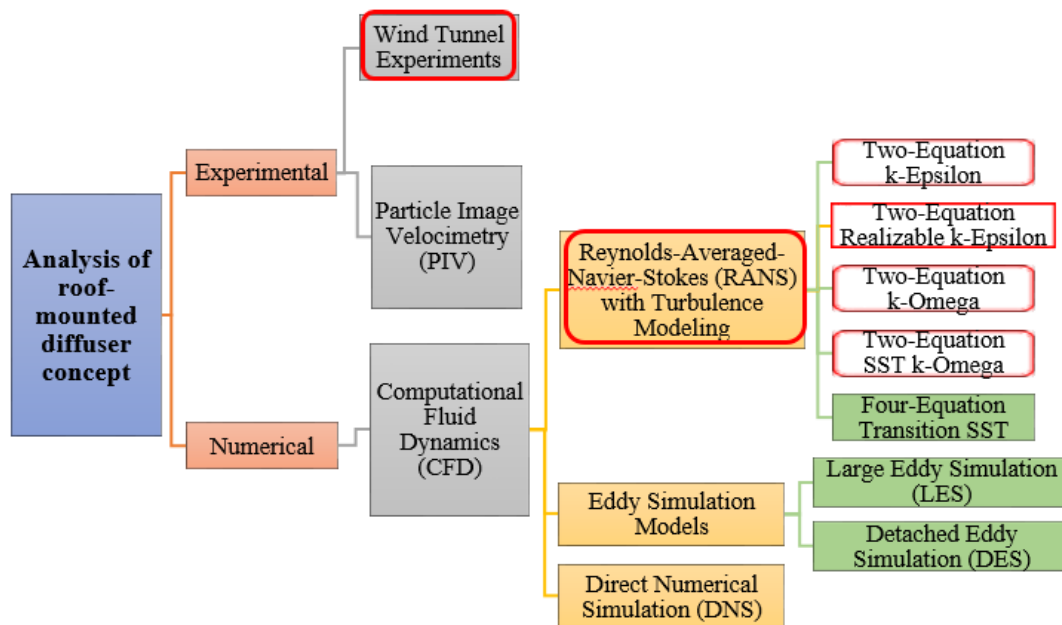 Analysis of
roof-
mounted
diffuser
concept
Experimental
Numerical
Wind Tunnel
Experiments
Particle Image
Velocimetry
(PIV)
Computational
Fluid
Dynamics
(CFD)
Reynolds-Averaged-
Navier-Stokes (RANS)
with Turbulence
Modeling
Eddy Simulation
Models
Direct Numerical
Simulation (DNS)
Two-Equation
k-Epsilon
Two-Equation
Realizable k-Epsilon
Two-Equation
k-Omega
Two-Equation
SST k-Omega
Four-Equation
Transition SST
Large Eddy Simulation
(LES)
Detached Eddy
Simulation (DES)